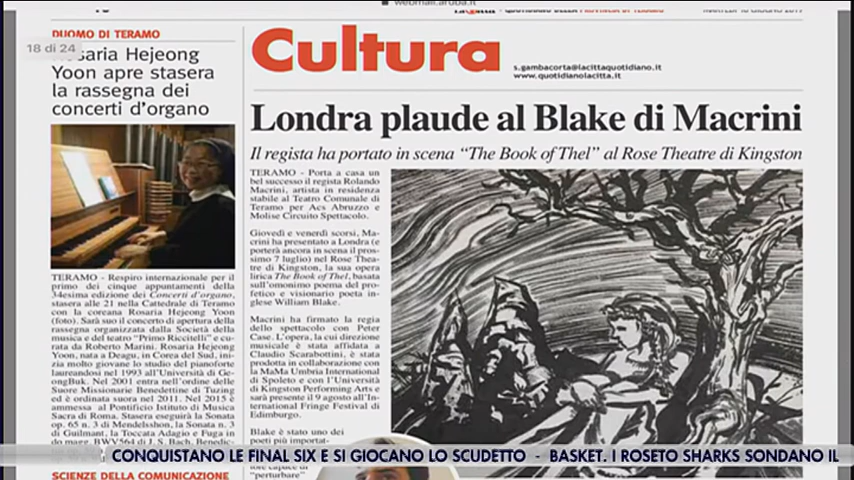 webmail.aruba.it
18 di 24
DUOMO DI TERAMO
Rosaria Hejeong
Yoon apre stasera
la rassegna dei
concerti d'organo
TERAMO - Respiro internazionale per il
primo dei cinque appuntamenti della
34esima edizione dei Concerti d'organo,
stasera alle 21 nella Cattedrale di Teramo
con la coreana Rosaria Hejeong Yoon
(foto). Sarà suo il concerto di apertura della
rassegna organizzata dalla Società della
musica e del teatro "Primo Riccitelli" e cu-
rata da Roberto Marini. Rosaria Hejeong
Yoon, nata a Deagu, in Corea del Sud, ini-
zia molto giovane lo studio del pianoforte
laureandosi nel 1993 all'Università di Ge-
ongBuk. Nel 2001 entra nell'ordine delle
Suore Missionarie Benedettine di Tuzing
ed è ordinata suora nel 2011. Nel 2015 è
ammessa al Pontificio Istituto di Musica
Sacra di Roma. Stasera eseguirà la Sonata
op. 65 n. 3 di Mendelsshon, la Sonata n. 3
di Guilmant, la Toccata Adagio e Fuga in
do magg. BWV564 di J. S. Bach, Benedic-
SCIENZE DELLA COMUNICAZIONE
Cultura
s.gambacorta@lacittaquotidiano.it
www.quotidianolacitta.it
Londra plaude al Blake di Macrini
Il regista ha portato in scena "The Book of Thel" al Rose Theatre di Kingston
TERAMO - Porta a casa un
bel successo il regista Rolando
Macrini, artista in residenza
stabile al Teatro Comunale di
Teramo per Acs Abruzzo e
Molise Circuito Spettacolo.
Giovedì e venerdì scorsi, Ma-
crini ha presentato a Londra (e
porterà ancora in scena il pros-
simo 7 luglio) nel Rose Thea-
tre di Kingston, la sua opera
lirica The Book of Thel, basata
sull'omonimo poema del pro-
fetico e visionario poeta in-
glese William Blake.
Macrini ha firmato la regia
dello spettacolo con Peter
Case. L'opera, la cui direzione
musicale è stata affidata a
Claudio Scarabottini, è stata
prodotta in collaborazione con
la MaMa Umbria International
di Spoleto e con l'Università
di Kingston Performing Arts e
sarà presente il 9 agosto all'In-
ternational Fringe Festival di
Edimburgo.
Blake è stato uno dei
poeti più importat-
"perturbare"
CONQUISTANO LE FINAL SIX E SI GIOCANO LO SCUDETTO - BASKET. I ROSETO SHARKS SONDANO IL